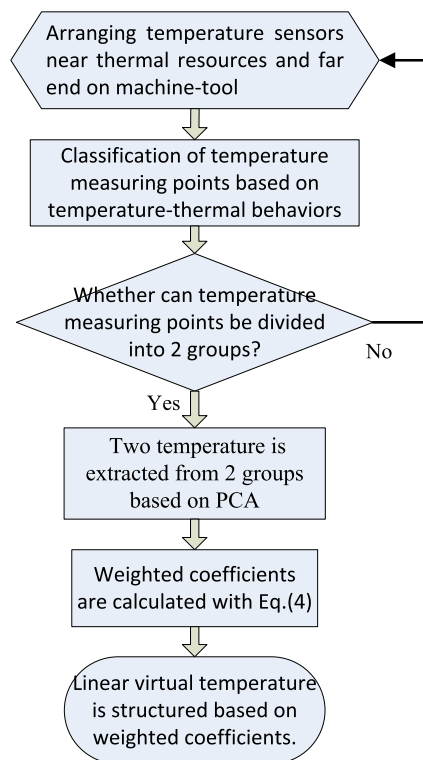 Arranging temperature sensors
near thermal resources and far
end on machine-tool
Classification of temperature
measuring points based on
temperature-thermal behaviors
Whether can temperature
measuring points be divided
into 2 groups?
No
Yes
Two temperature is
extracted from 2 groups
based on PCA
Weighted coefficients
are calculated with Eq.(4)
Linear virtual temperature
is structured based on
weighted coefficients.